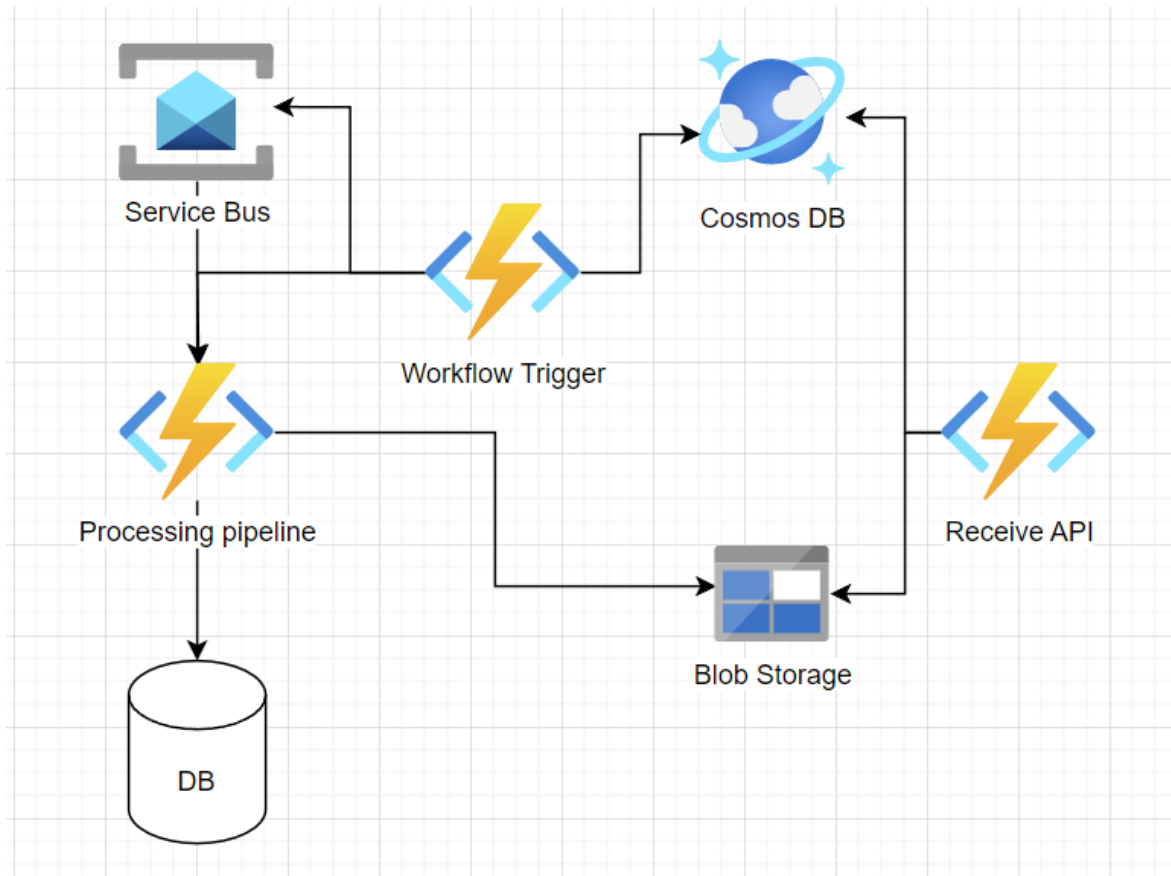 Service Bus
Cosmos DB
Workflow Trigger
Processing pipeline
Receive API
Blob Storage
DB